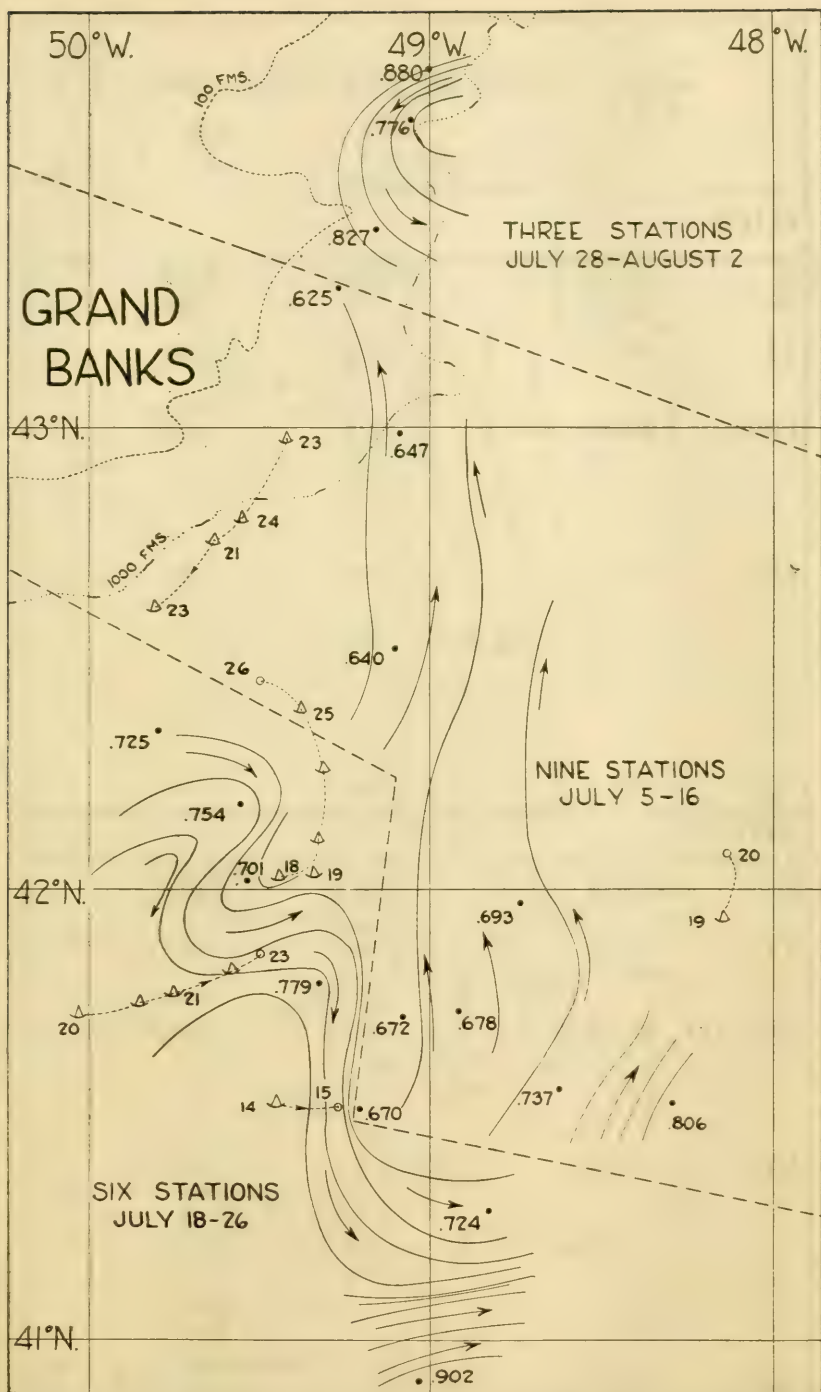 50°W.
49°W.
48°W.
100 FMS.
.880
.776
THREE STATIONS
JULY 28-AUGUST 2
.827
.625
GRAND
BANKS
43°N.
23
.647
24
21
1000 FMS.
23
.640
26
25
.725
NINE STATIONS
JULY 5-16
.754
20
.701
18
19
42°N.
.693
19
23
.779
21
20
.672
.678
.737
.806
14
15
.670
SIX STATIONS
JULY 18-26
.724
41°N.
.902